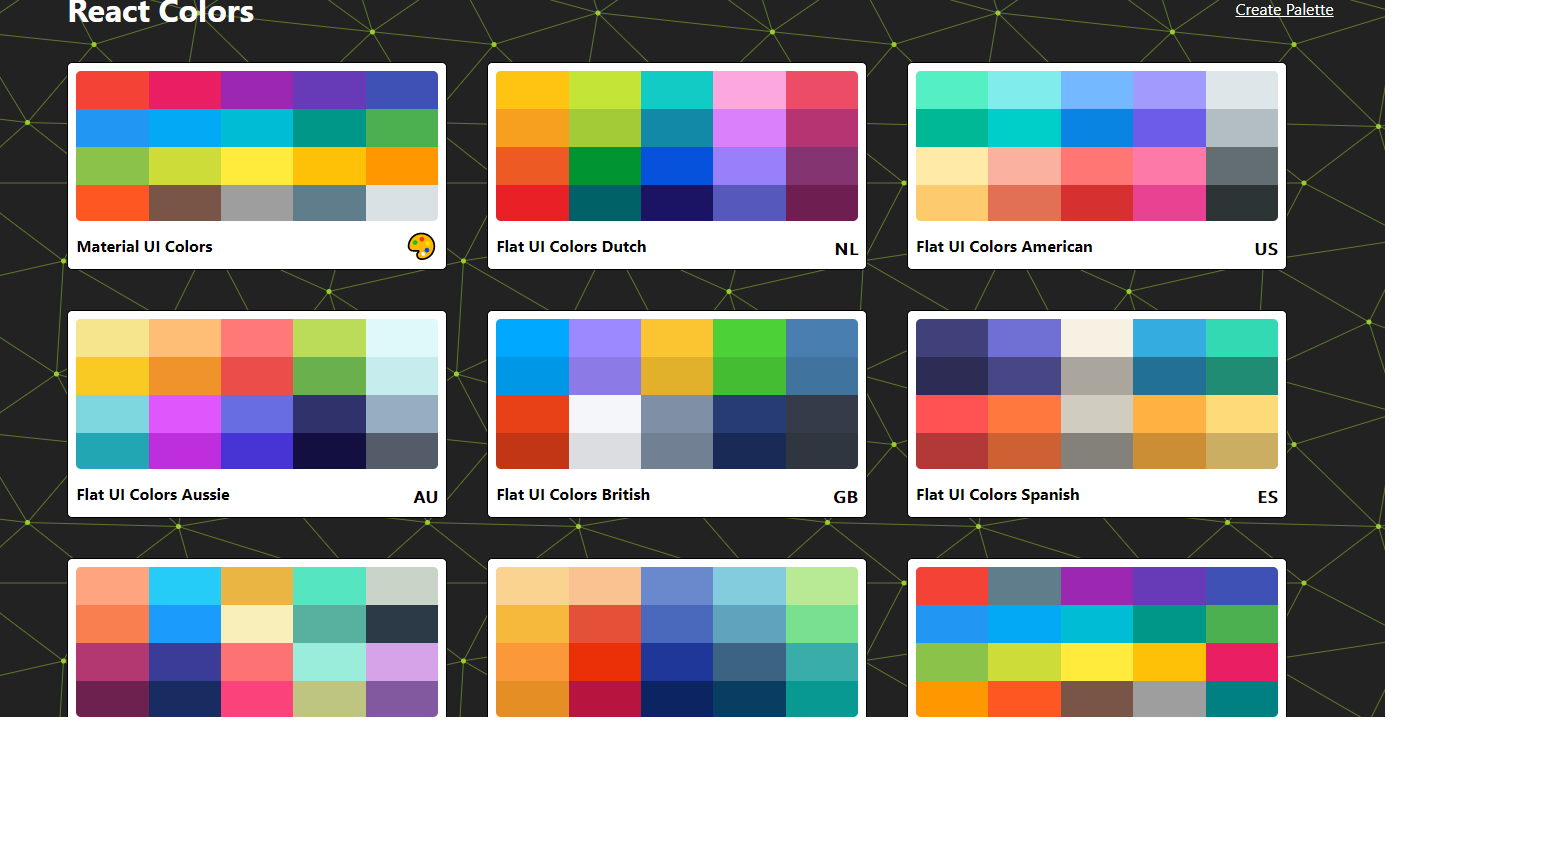 React Colors
Create Palette
Material UI Colors
Flat UI Colors Dutch
NL
Flat UI Colors American
US
Flat UI Colors Aussie
AU
Flat UI Colors British
GB
Flat UI Colors Spanish
ES